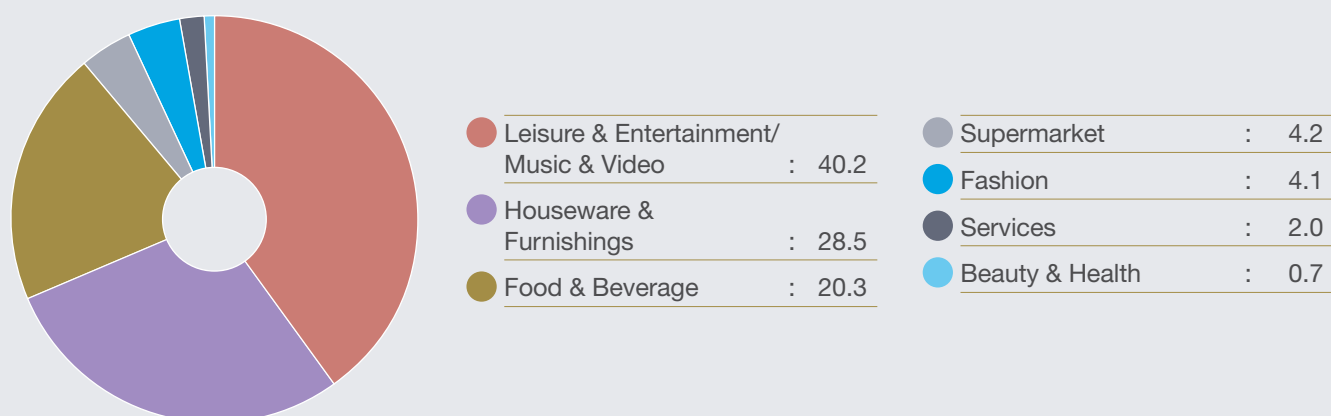 Leisure & Entertainment/
Music & Video : 40.2
Houseware &
Furnishings : 28.5
Food & Beverage : 20.3
Supermarket : 4.2
Fashion : 4.1
Services : 2.0
Beauty & Health : 0.7